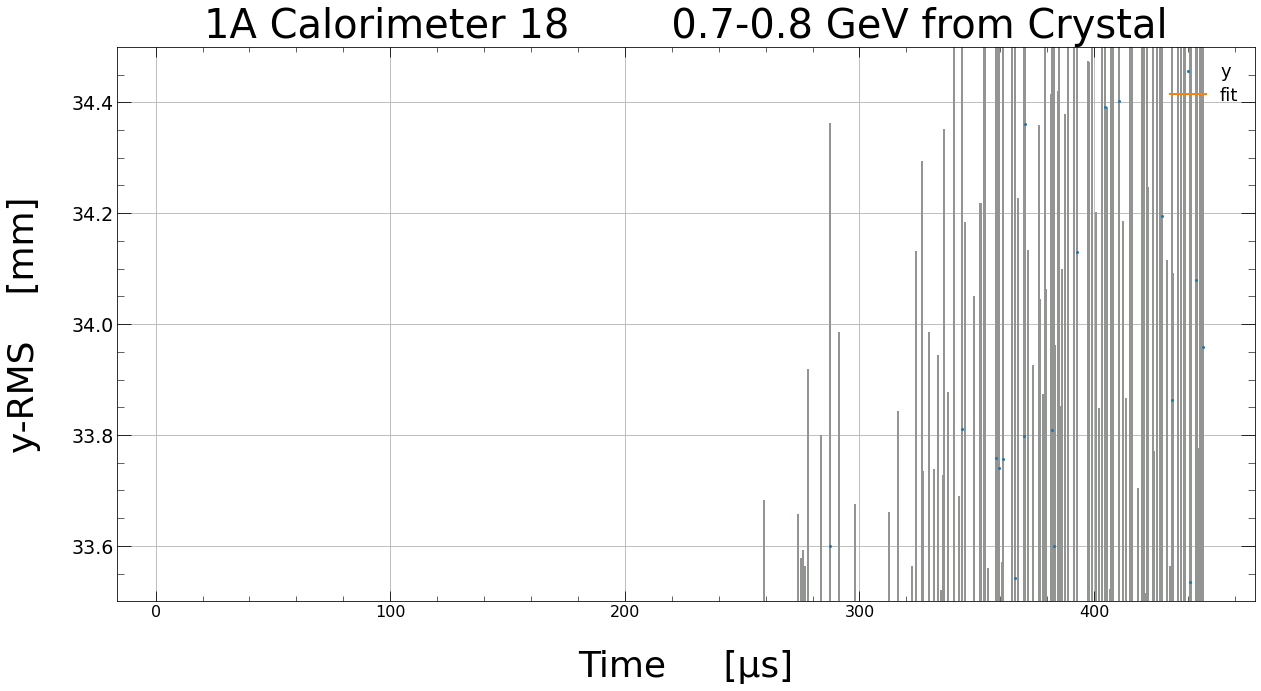 1A Calorimeter 18 0.7-0.8 GeV from Crystal
y
fit
34.4
34.2
34.0
33.8
33.6
y-RMS [mm]
0 100 200 300 400
Time [μs]